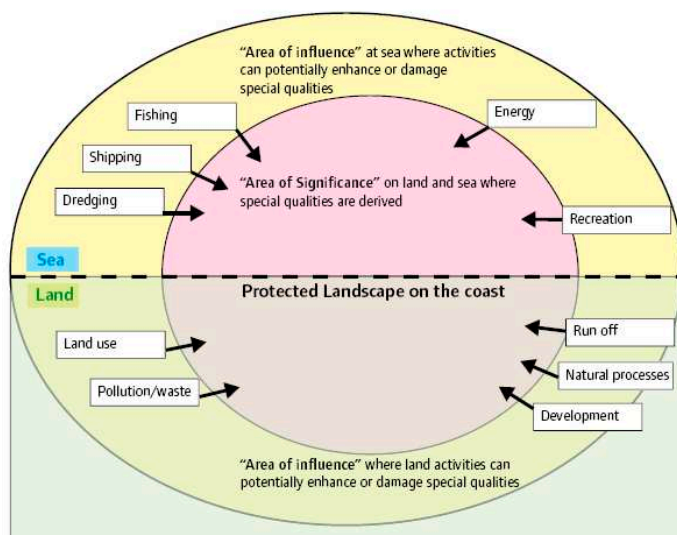 “Area of influence” at sea where activities
can potentially enhance or damage
special qualities
Fishing
Energy
Shipping
“Area of Significance” on land and sea where
special qualities are derived
Dredging
Recreation
Sea
Land
Protected Landscape on the coast
Run off
Land use
Natural processes
Pollution/waste
Development
“Area of influence” where land activities can
potentially enhance or damage special qualities